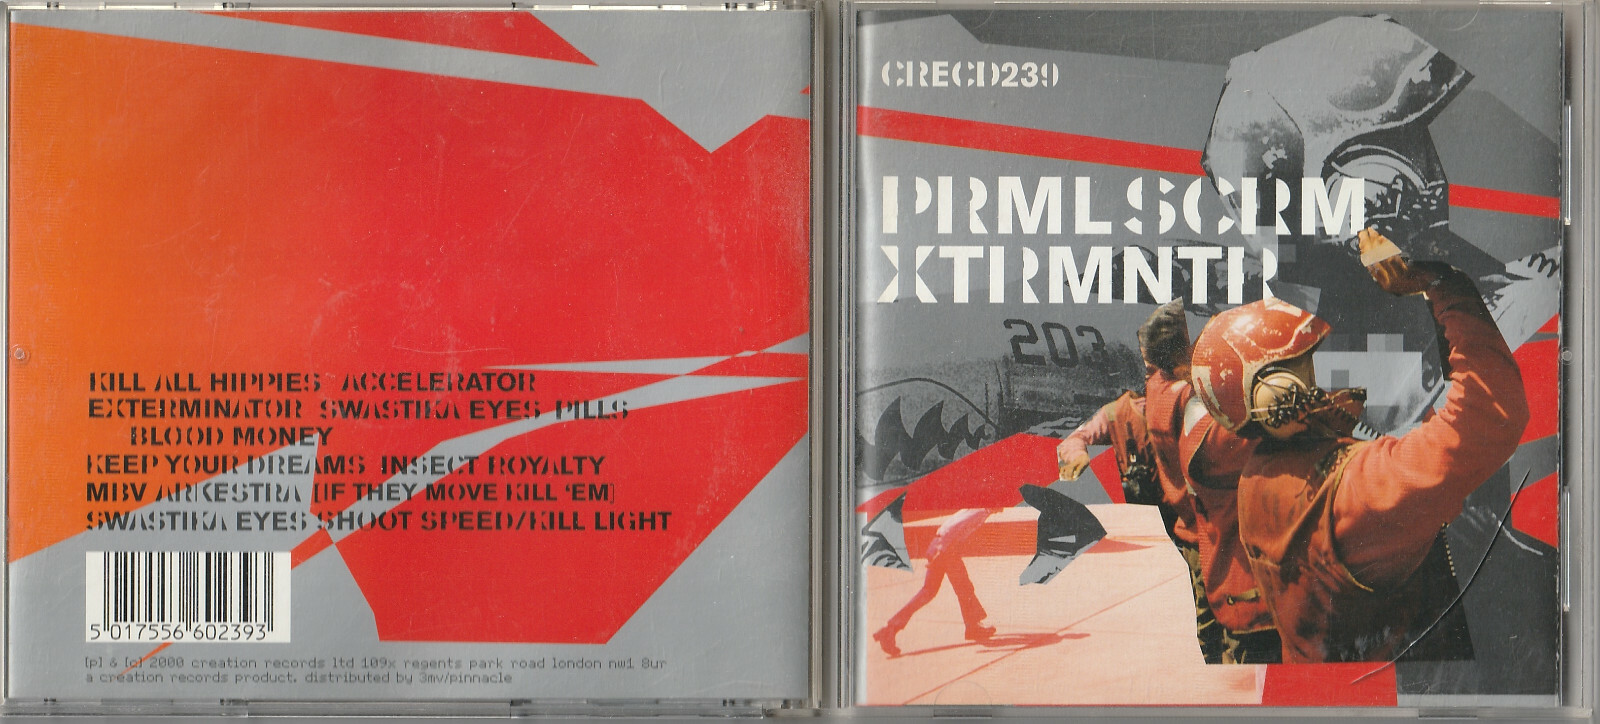 KILL ALL HIPPIES ACCELERATOR
EXTERMINATOR SWASTIKA EYES PILLS
BLOOD MONEY
KEEP YOUR DREAMS INSECT ROYALTY
MBV ARKESTRA [IF THEY MOVE KILL 'EM]
SWASTIKA EYES SHOOT SPEED/KILL LIGHT
5 017556 602393
[p] & [c] 2000 creation records ltd 109x regents park road london nw1 8ur
a creation records product. distributed by 3mv/pinnacle
CRECD239
PRML SCRM
XTRMNTR
203